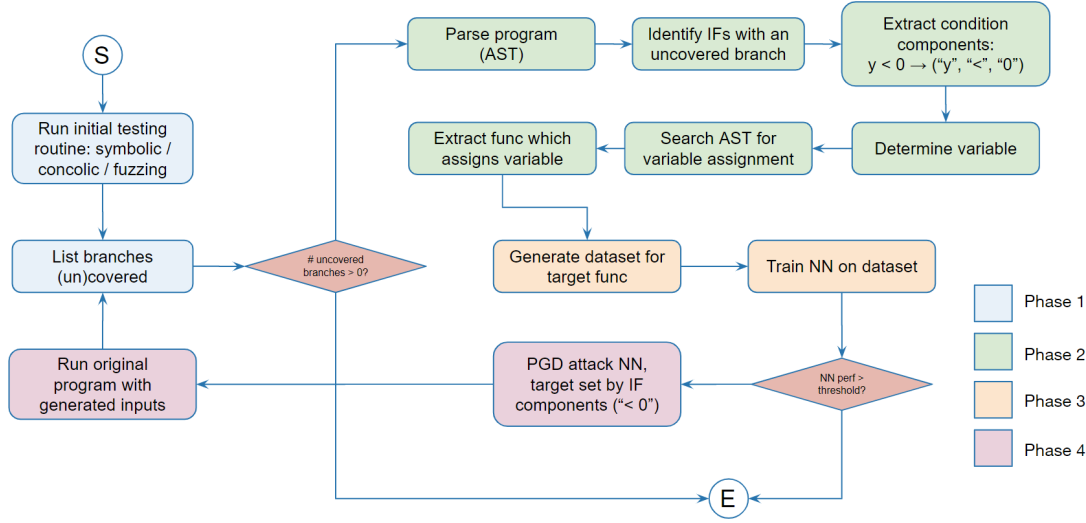 S
Run initial testing
routine: symbolic /
concolic / fuzzing
List branches
(un)covered
# uncovered
branches > 0?
Parse program
(AST)
Identify IFs with an
uncovered branch
Extract condition
components:
y < 0 → (“y”, “<”, “0”)
Determine variable
Search AST for
variable assignment
Extract func which
assigns variable
Generate dataset for
target func
Train NN on dataset
NN perf >
threshold?
PGD attack NN,
target set by IF
components (“< 0”)
Run original
program with
generated inputs
E
Phase 1
Phase 2
Phase 3
Phase 4